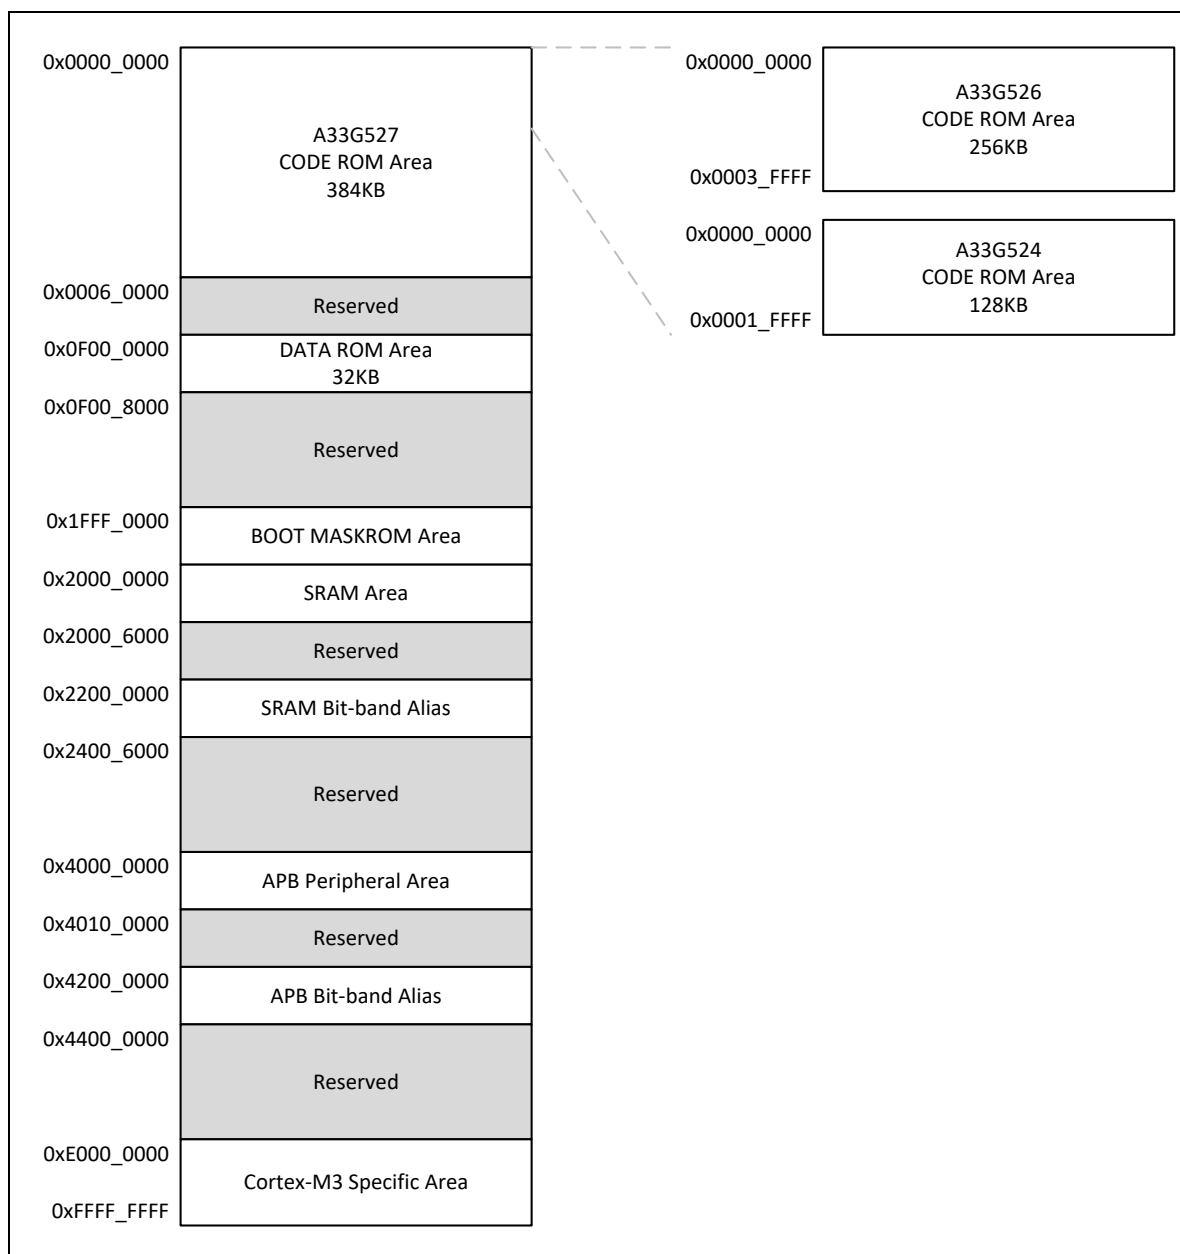 0x0000_0000
A33G527
CODE ROM Area
384KB
0x0006_0000
Reserved
0x0F00_0000
DATA ROM Area
32KB
0x0F00_8000
Reserved
0x1FFF_0000
BOOT MASKROM Area
0x2000_0000
SRAM Area
0x2000_6000
Reserved
0x2200_0000
SRAM Bit-band Alias
0x2400_6000
Reserved
0x4000_0000
APB Peripheral Area
0x4010_0000
Reserved
0x4200_0000
APB Bit-band Alias
0x4400_0000
Reserved
0xE000_0000
Cortex-M3 Specific Area
0xFFFF_FFFF
0x0000_0000
A33G526
CODE ROM Area
256KB
0x0003_FFFF
0x0000_0000
A33G524
CODE ROM Area
128KB
0x0001_FFFF